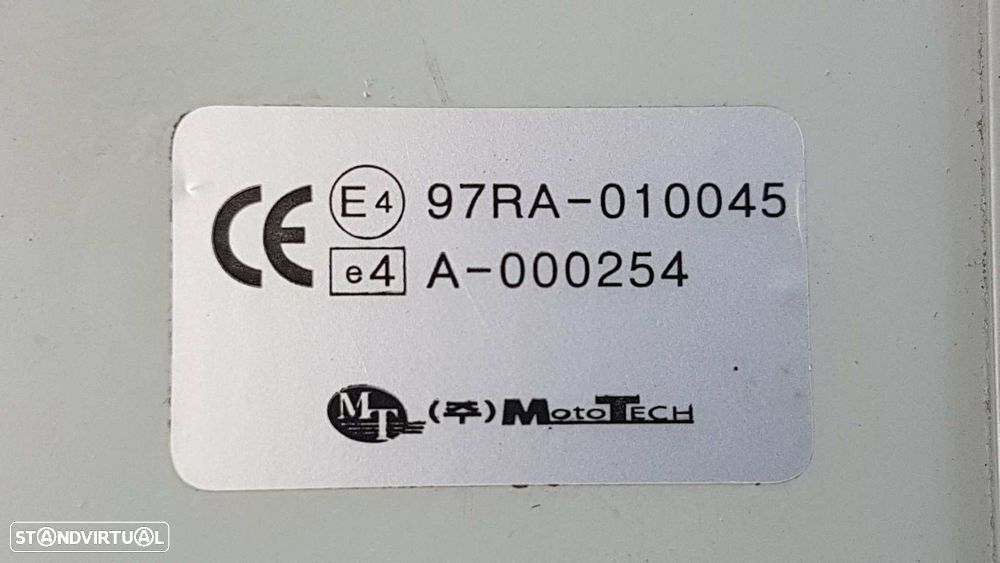 CE E4 97RA-010045
e4 A-000254
MT (주) MotoTech
STANDVIRTUAL